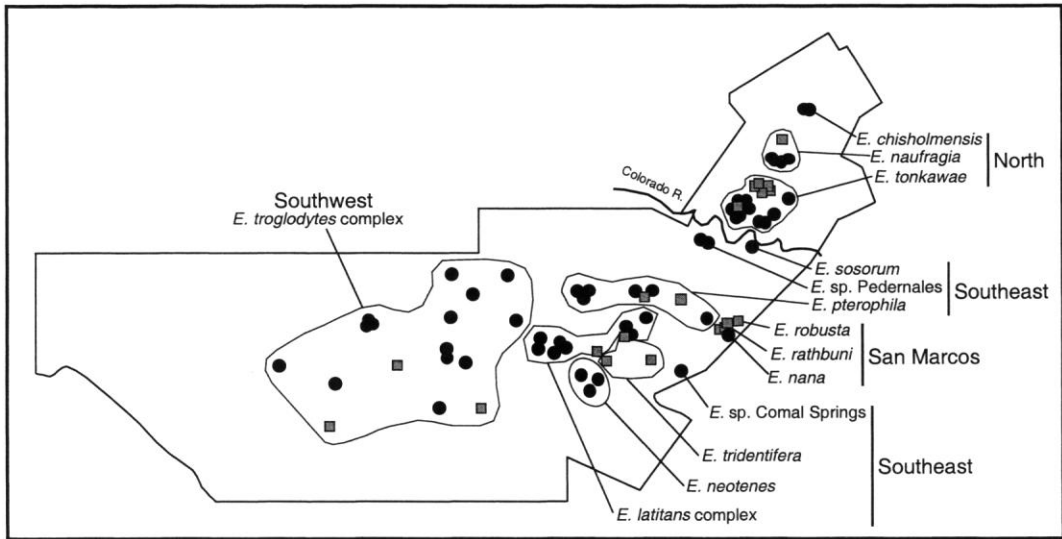 E. chisholmensis
E. naufragia
North
E. tonkawae
Colorado R.
Southwest
E. troglodytes complex
E. sosorum
E. sp. Pedernales
Southeast
E. pterophila
E. robusta
E. rathbuni
San Marcos
E. nana
E. sp. Comal Springs
E. tridentifera
Southeast
E. neotenes
E. latitans complex